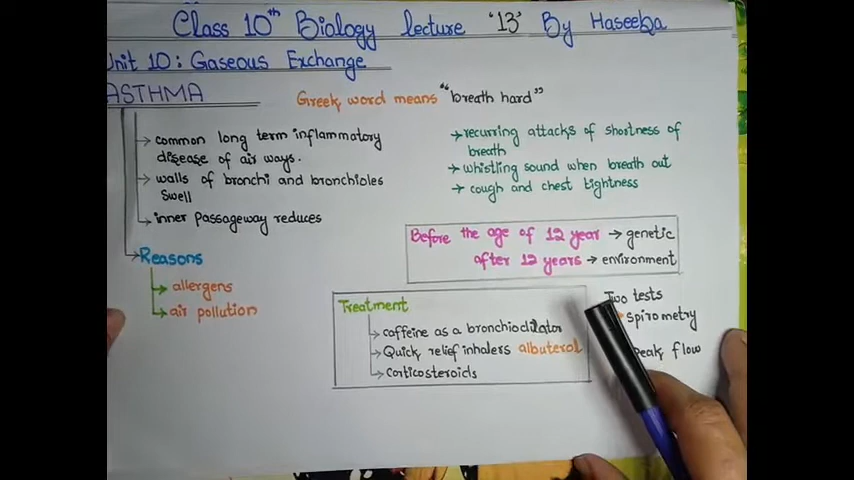 Class 10th Biology lecture '13' By Haseeba
Unit 10: Gaseous Exchange
ASTHMA
Greek word means "breath hard"
common long term inflammatory
disease of air ways.
walls of bronchi and bronchioles
swell
inner passageway reduces
recurring attacks of shortness of
breath
whistling sound when breath out
cough and chest tightness
Before the age of 12 year → genetic
after 12 years → environment
Reasons
allergens
air pollution
Treatment
caffeine as a bronchiodilator
Quick relief inhalers albuterol
Corticosteroids
Two tests
spirometry
Peak flow